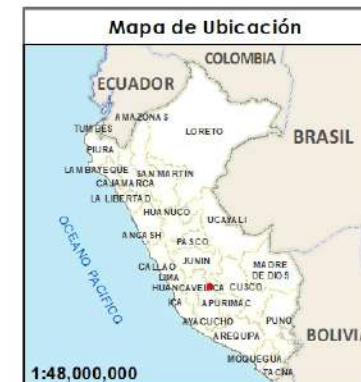 Mapa de Ubicación
COLOMBIA
ECUADOR
AMAZONAS
TUMBES
LORETO
PIURA
BRASIL
LAMBAYEQUE
SAN MARTIN
CAJAMARCA
LA LIBERTAD
HUANUCO
UCAYALI
ANCASH
PASCO
OCEANO PACIFICO
JUNIN
CALLAO
LIMA
MADRE
DE DIOS
HUANCAVELICA
CUSCO
ICA
APURIMAC
AYACUCHO
PUNO
AREQUIPA
BOLIVIA
MOQUEGUA
TACNA
1:48,000,000